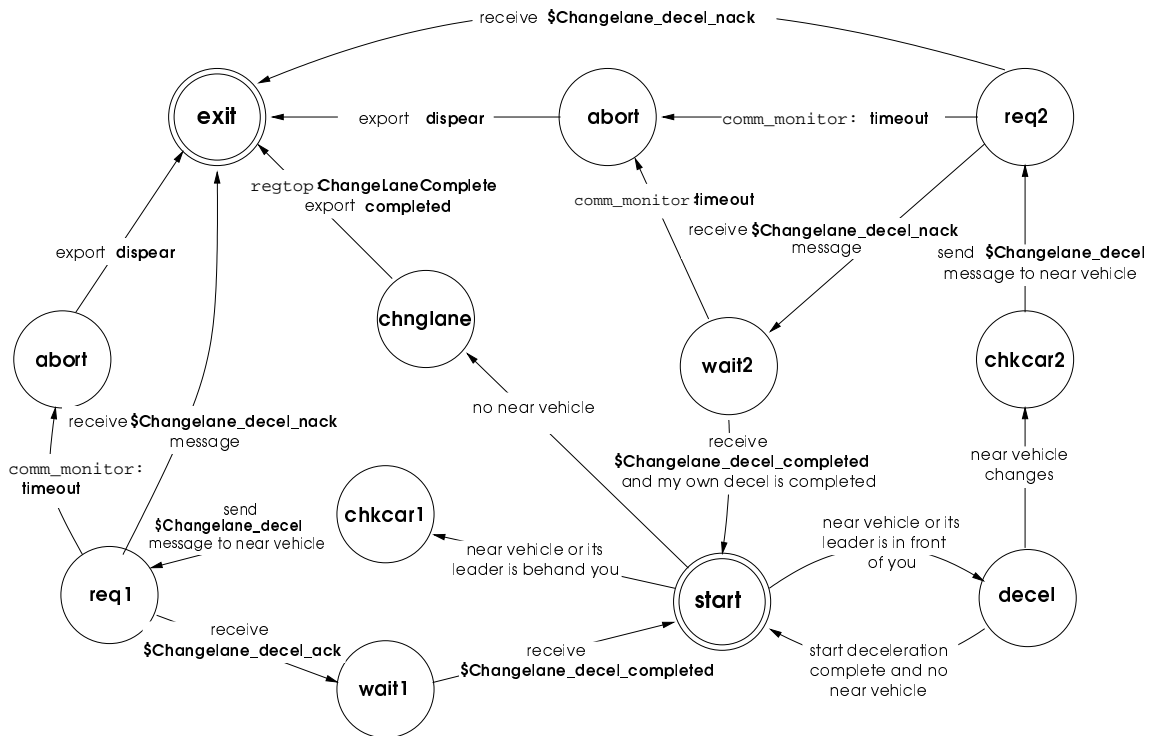 receive $Changelane_decel_nack
exit
abort
req2
export dispear
comm_monitor: timeout
regtop:ChangeLaneComplete
export completed
comm_monitor:timeout
receive $Changelane_decel_nack
message
send $Changelane_decel
message to near vehicle
export dispear
chnglane
abort
wait2
chkcar2
no near vehicle
receive $Changelane_decel_nack
message
receive
$Changelane_decel_completed
and my own decel is completed
near vehicle
changes
comm_monitor:
timeout
chkcar1
send
$Changelane_decel
message to near vehicle
near vehicle or its
leader is behand you
near vehicle or its
leader is in front
of you
req1
start
decel
receive
$Changelane_decel_ack
wait1
receive
$Changelane_decel_completed
start deceleration
complete and no
near vehicle